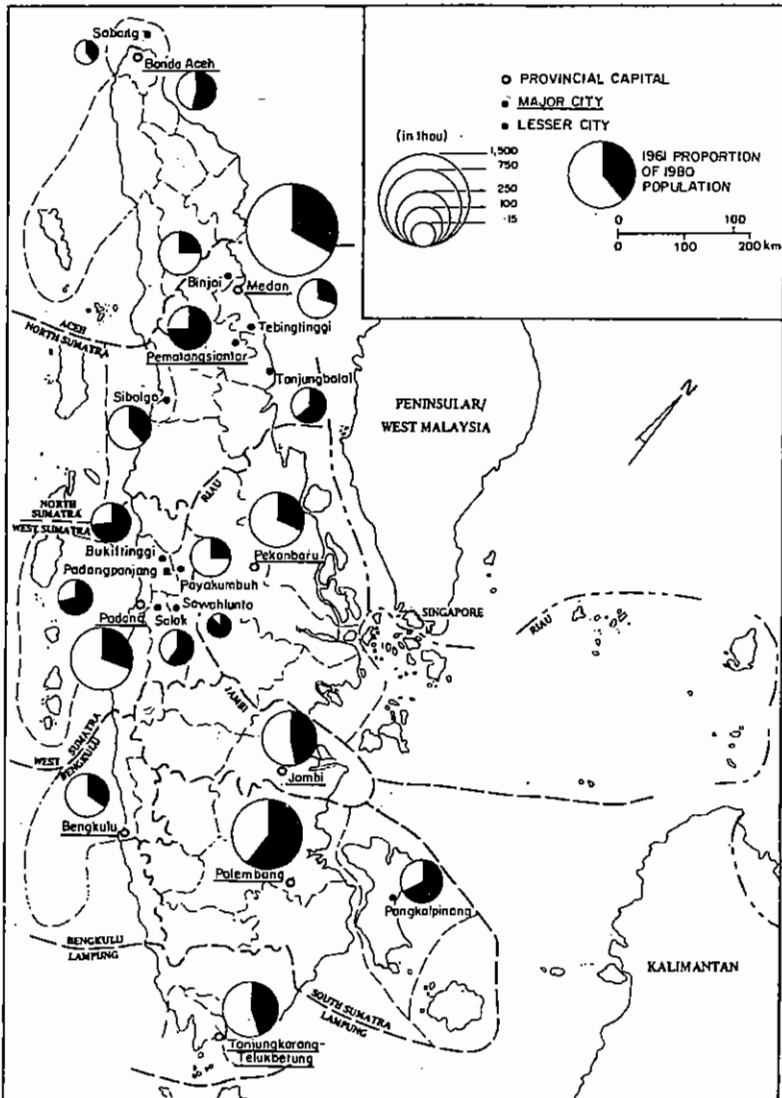 Sabang
Banda Aceh
PROVINCIAL CAPITAL
MAJOR CITY
LESSER CITY
(in thou)
1,500
750
250
100
15
1961 PROPORTION
OF 1980
POPULATION
0 100
0 100 200 km
Binjai
Medan
Tebingtinggi
Pematangsiantar
ACEH
NORTH SUMATRA
Tanjungbalai
Sibolga
PENINSULAR/
WEST MALAYSIA
N
RIAU
NORTH
SUMATRA
WEST SUMATRA
Bukittinggi
Padangpanjang
Payakumbuh
Pekanbaru
Padang
Solok
Sawahlunto
SINGAPORE
RIAU
JAMBI
WEST SUMATRA
BENGKULU
Jambi
Bengkulu
Palembang
Pangkalpinang
BENGKULU
LAMPUNG
KALIMANTAN
SOUTH SUMATRA
LAMPUNG
Tanjungkarang-
Telukbetung